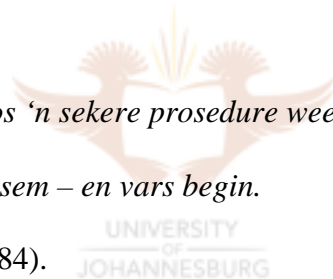 os ‘n sekere prosedure wee
sem – en vars begin.
UNIVERSITY
OF
JOHANNESBURG
84).